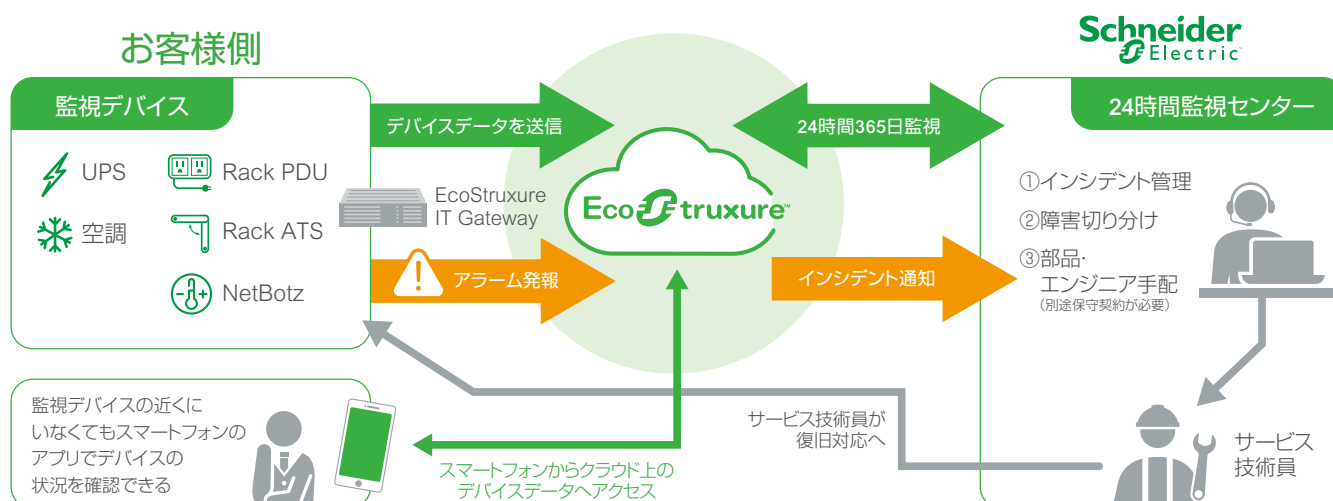 お客様側
監視デバイス
UPS
Rack PDU
空調
Rack ATS
NetBotz
デバイスデータを送信
EcoStruxure
IT Gateway
アラーム発報
EcoStruxure™
24時間365日監視
インシデント通知
Schneider
Electric
24時間監視センター
①インシデント管理
②障害切り分け
③部品・
エンジニア手配
(別途保守契約が必要)
監視デバイスの近くに
いなくてもスマートフォンの
アプリでデバイスの
状況を確認できる
スマートフォンからクラウド上の
デバイスデータへアクセス
サービス技術員が
復旧対応へ
サービス
技術員